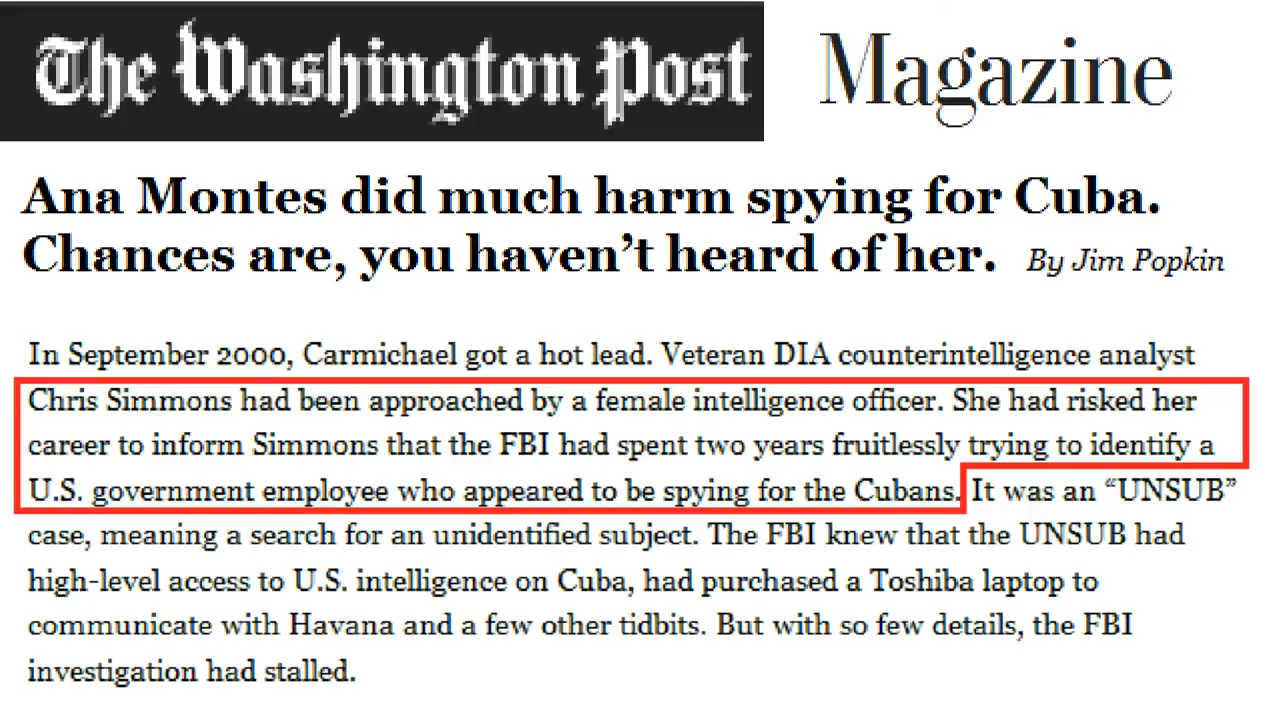 The Washington Post Magazine
Ana Montes did much harm spying for Cuba.
Chances are, you haven’t heard of her. By Jim Popkin
In September 2000, Carmichael got a hot lead. Veteran DIA counterintelligence analyst
Chris Simmons had been approached by a female intelligence officer. She had risked her
career to inform Simmons that the FBI had spent two years fruitlessly trying to identify a
U.S. government employee who appeared to be spying for the Cubans. It was an “UNSUB”
case, meaning a search for an unidentified subject. The FBI knew that the UNSUB had
high-level access to U.S. intelligence on Cuba, had purchased a Toshiba laptop to
communicate with Havana and a few other tidbits. But with so few details, the FBI
investigation had stalled.